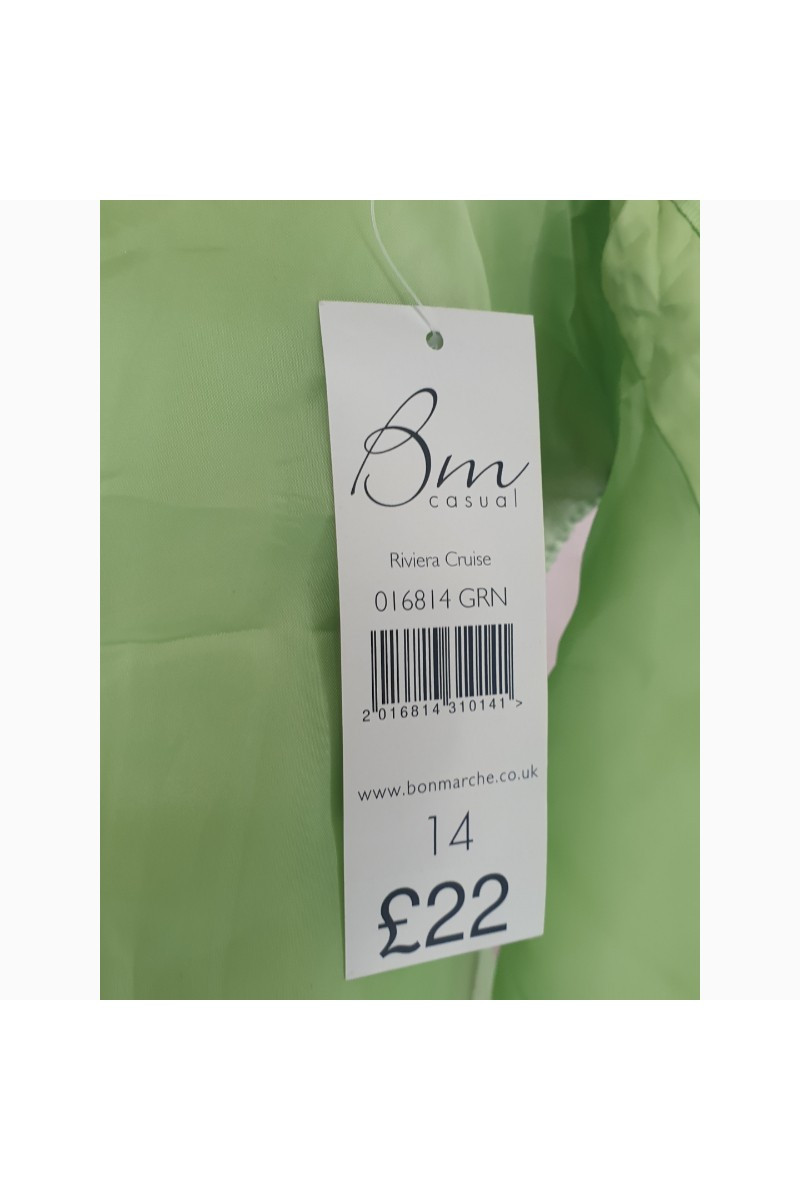 Bm
casual
Riviera Cruise
016814 GRN
2 016814 310141 >
www.bonmarche.co.uk
14
£22